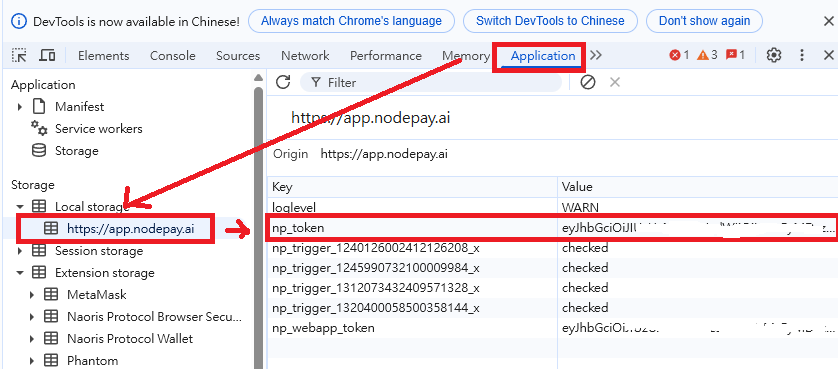 DevTools is now available in Chinese!
Always match Chrome's language
Switch DevTools to Chinese
Don't show again
Elements Console Sources Network Performance Memory Application
1 3 1
Application
Manifest
Service workers
Storage
Storage
Local storage
https://app.nodepay.ai
Session storage
Extension storage
MetaMask
Naoris Protocol Browser Secu...
Naoris Protocol Wallet
Phantom
Filter
https://app.nodepay.ai
Origin https://app.nodepay.ai
Key Value
loglevel WARN
np_token
np_trigger_1240126002412126208_x checked
np_trigger_1245990732100009984_x checked
np_trigger_1312073432409571328_x checked
np_trigger_1320400058500358144_x checked
np_webapp_token